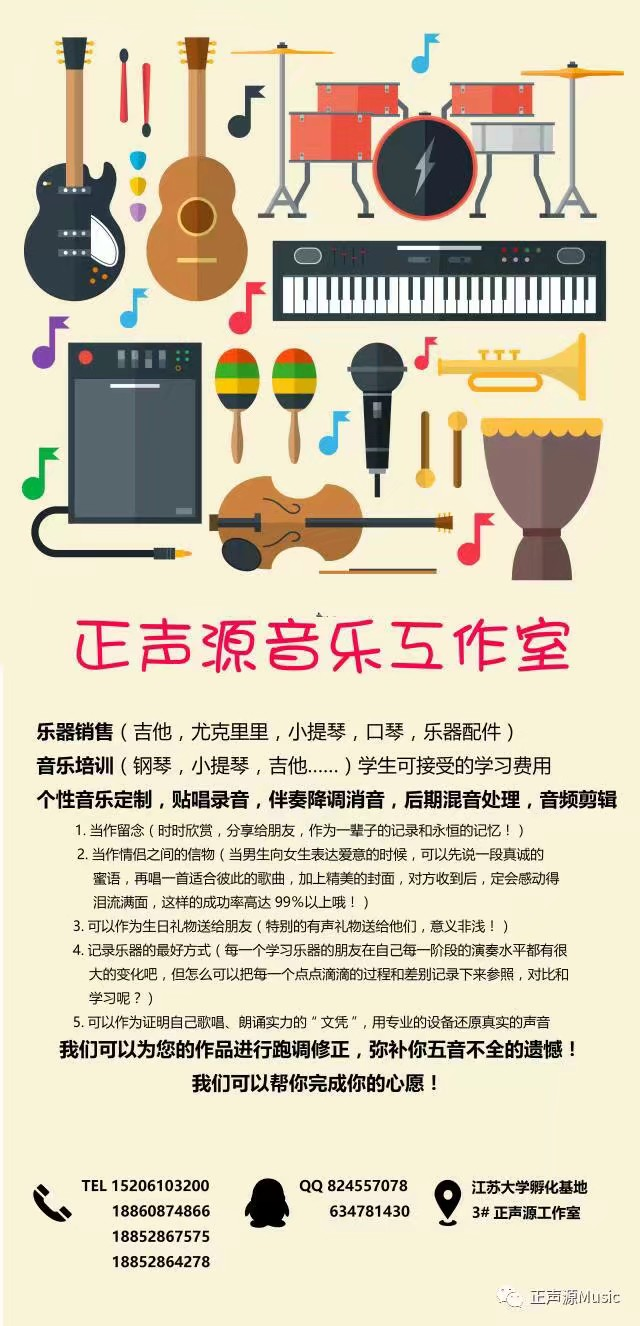 正声源音乐工作室
乐器销售（吉他，尤克里里，小提琴，口琴，乐器配件）
音乐培训（钢琴，小提琴，吉他......）学生可接受的学习费用
个性音乐定制，贴唱录音，伴奏降调消音，后期混音处理，音频剪辑
1. 当作留念（时时欣赏，分享给朋友，作为一辈子的记录和永恒的记忆！）
2. 当作情侣之间的信物（当男生向女生表达爱意的时候，可以先说一段真诚的
蜜语，再唱一首适合彼此的歌曲，加上精美的封面，对方收到后，定会感动得
泪流满面，这样的成功率高达 99%以上哦！）
3. 可以作为生日礼物送给朋友（特别的有声礼物送给他们，意义非浅！）
4. 记录乐器的最好方式（每一个学习乐器的朋友在自己每一阶段的演奏水平都有很
大的变化吧，但怎么可以把每一个点点滴滴的过程和差别记录下来参照，对比和
学习呢？）
5. 可以作为证明自己歌唱、朗诵实力的“ 文凭 ”，用专业的设备还原真实的声音
我们可以为您的作品进行跑调修正，弥补你五音不全的遗憾！
我们可以帮你完成你的心愿！
TEL 15206103200
18860874866
18852867575
18852864278
QQ 824557078
634781430
江苏大学孵化基地
3# 正声源工作室
正声源Music